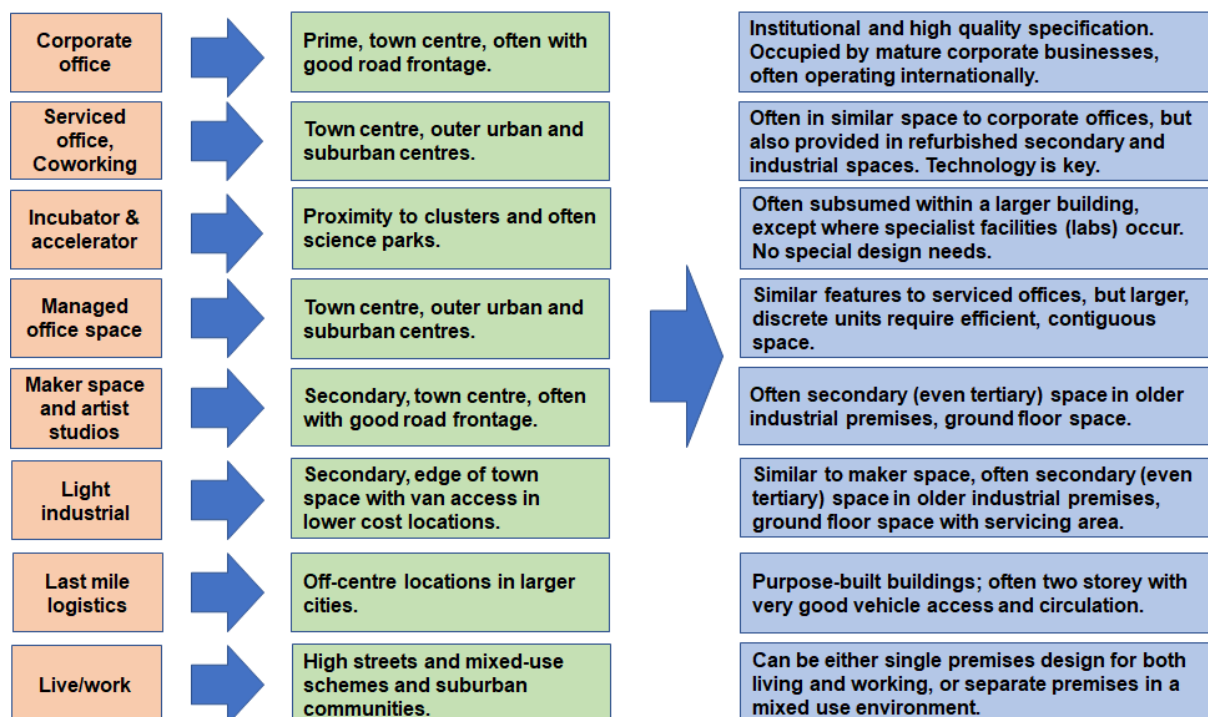 Corporate
office
Prime, town centre, often with
good road frontage.
Institutional and high quality specification.
Occupied by mature corporate businesses,
often operating internationally.
Serviced
office,
Coworking
Town centre, outer urban and
suburban centres.
Often in similar space to corporate offices, but
also provided in refurbished secondary and
industrial spaces. Technology is key.
Incubator &
accelerator
Proximity to clusters and often
science parks.
Often subsumed within a larger building,
except where specialist facilities (labs) occur.
No special design needs.
Managed
office space
Town centre, outer urban and
suburban centres.
Similar features to serviced offices, but larger,
discrete units require efficient, contiguous
space.
Maker space
and artist
studios
Secondary, town centre, often
with good road frontage.
Often secondary (even tertiary) space in older
industrial premises, ground floor space.
Light
industrial
Secondary, edge of town
space with van access in
lower cost locations.
Similar to maker space, often secondary (even
tertiary) space in older industrial premises,
ground floor space with servicing area.
Last mile
logistics
Off-centre locations in larger
cities.
Purpose-built buildings; often two storey with
very good vehicle access and circulation.
Live/work
High streets and mixed-use
schemes and suburban
communities.
Can be either single premises design for both
living and working, or separate premises in a
mixed use environment.